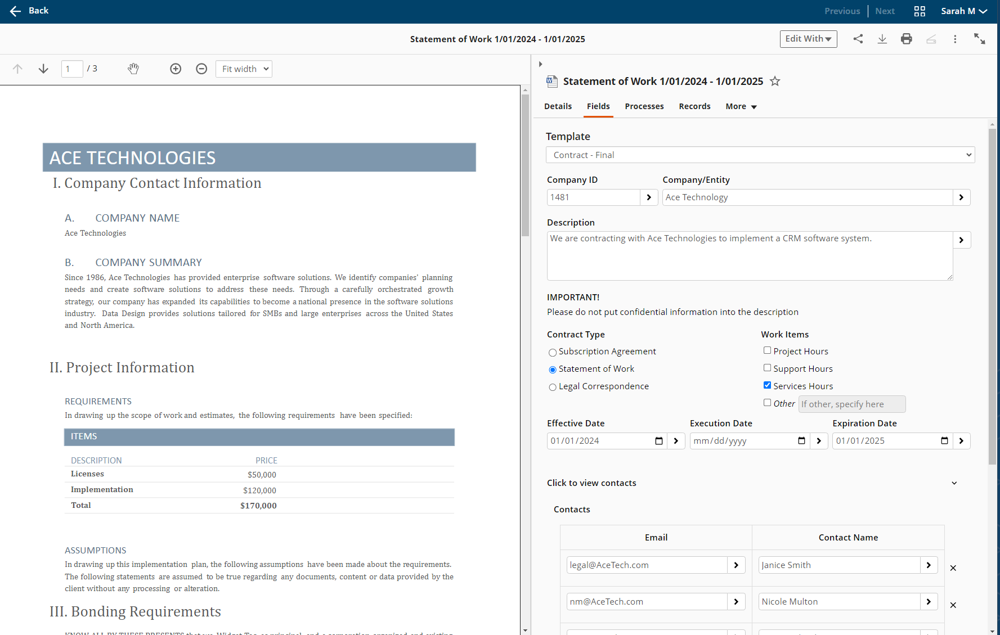 Back
Previous
Next
Sarah M
Statement of Work 1/01/2024 - 1/01/2025
Edit With
1 / 3
Fit width
ACE TECHNOLOGIES
I. Company Contact Information
A. COMPANY NAME
Ace Technologies
B. COMPANY SUMMARY
Since 1986, Ace Technologies has provided enterprise software solutions. We identify companies' planning
needs and create software solutions to address these needs. Through a carefully orchestrated growth
strategy, our company has expanded its capabilities to become a national presence in the software solutions
industry. Data Design provides solutions tailored for SMBs and large enterprises across the United States
and North America.
II. Project Information
REQUIREMENTS
In drawing up the scope of work and estimates, the following requirements have been specified:
ITEMS
DESCRIPTION PRICE
Licenses $50,000
Implementation $120,000
Total $170,000
ASSUMPTIONS
In drawing up this implementation plan, the following assumptions have been made about the requirements.
The following statements are assumed to be true regarding any documents, content or data provided by the
client without any processing or alteration.
III. Bonding Requirements
KNOW ALL BY THESE PRESENTS that we,
Statement of Work 1/01/2024 - 1/01/2025
Details Fields Processes Records More
Template
Contract - Final
Company ID Company/Entity
1481 Ace Technology
Description
We are contracting with Ace Technologies to implement a CRM software system.
IMPORTANT!
Please do not put confidential information into the description
Contract Type Work Items
Subscription Agreement Project Hours
Statement of Work Support Hours
Legal Correspondence Services Hours
Other If other, specify here
Effective Date Execution Date Expiration Date
01/01/2024 mm/dd/yyyy 01/01/2025
Click to view contacts
Contacts
Email Contact Name
legal@AceTech.com Janice Smith
nm@AceTech.com Nicole Multon